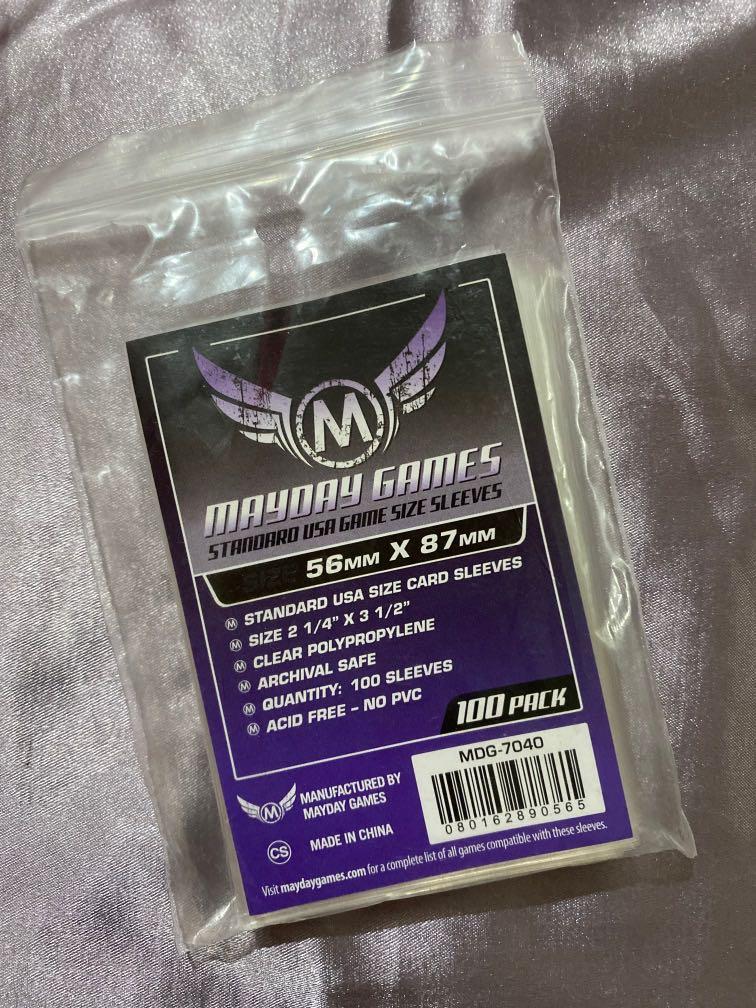 M
MAYDAY GAMES
STANDARD USA GAME SIZE SLEEVES
SIZE 56MM X 87MM
M STANDARD USA SIZE CARD SLEEVES
M SIZE 2 1/4" X 3 1/2"
M CLEAR POLYPROPYLENE
M ARCHIVAL SAFE
M QUANTITY: 100 SLEEVES
M ACID FREE - NO PVC
100 PACK
MDG-7040
080162890565
M MANUFACTURED BY
MAYDAY GAMES
CS MADE IN CHINA
Visit maydaygames.com for a complete list of all games compatible with these sleeves.